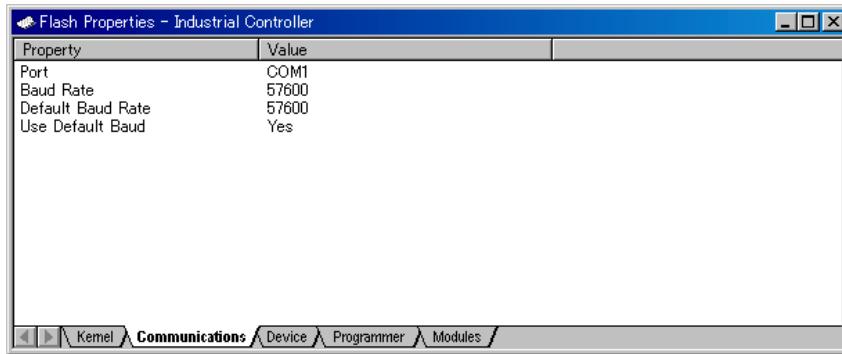 Flash Properties - Industrial Controller
Property Value
Port COM1
Baud Rate 57600
Default Baud Rate 57600
Use Default Baud Yes
Kernel Communications Device Programmer Modules